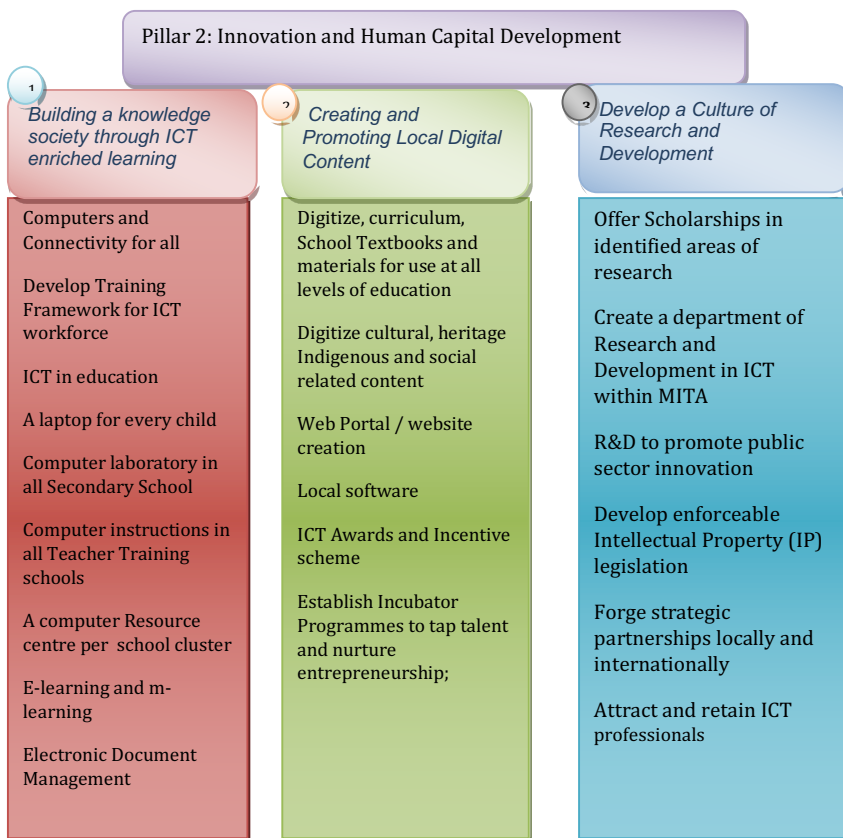 Pillar 2: Innovation and Human Capital Development
1
Building a knowledge
society through ICT
enriched learning
Computers and
Connectivity for all
Develop Training
Framework for ICT
workforce
ICT in education
A laptop for every child
Computer laboratory in
all Secondary School
Computer instructions in
all Teacher Training
schools
A computer Resource
centre per school cluster
E-learning and m-
learning
Electronic Document
Management
2
Creating and
Promoting Local Digital
Content
Digitize, curriculum,
School Textbooks and
materials for use at all
levels of education
Digitize cultural, heritage
Indigenous and social
related content
Web Portal / website
creation
Local software
ICT Awards and Incentive
scheme
Establish Incubator
Programmes to tap talent
and nurture
entrepreneurship;
3
Develop a Culture of
Research and
Development
Offer Scholarships in
identified areas of
research
Create a department of
Research and
Development in ICT
within MITA
R&D to promote public
sector innovation
Develop enforceable
Intellectual Property (IP)
legislation
Forge strategic
partnerships locally and
internationally
Attract and retain ICT
professionals